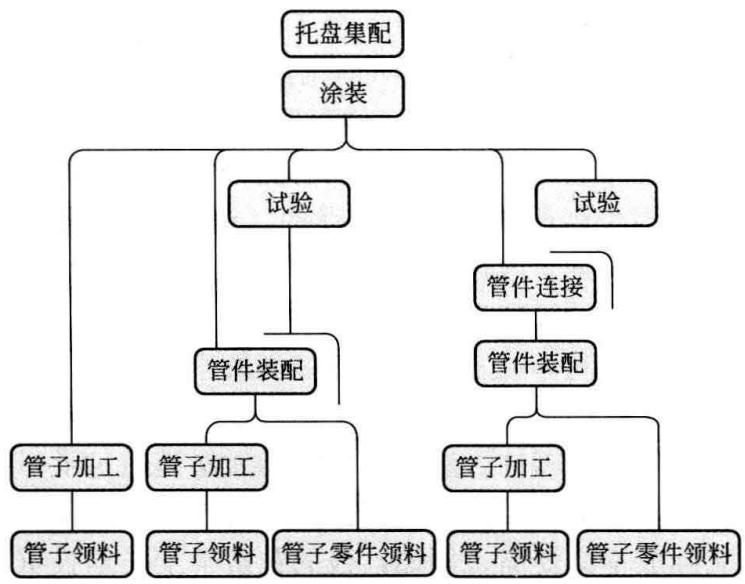 托盘集配
涂装
试验
试验
管件连接
管件装配
管件装配
管子加工
管子加工
管子加工
管子领料
管子领料
管子零件领料
管子领料
管子零件领料